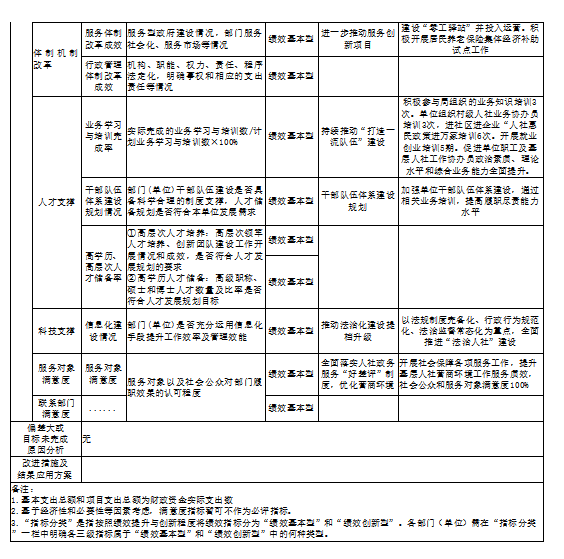 体制机制
改革
服务体制
改革成效
服务型政府建设情况，部门服务
社会化、服务市场等情况
绩效基本型
进一步推动服务创
新项目
建设“零工驿站”并投入运营。积
极开展居民养老保险集体经济补助
试点工作
行政管理
体制改革
成效
机构、职能、权力、责任、程序
法定化，明确事权和相应的支出
责任等情况
绩效基本型
人才支撑
业务学习
与培训完
成率
实际完成的业务学习与培训数/计
划业务学习与培训数×100%
绩效基本型
持续推动“打造一
流队伍”建设
积极参与局组织的业务知识培训3
次。单位组织村级人社业务协办员
培训3次，进社区进企业“人社惠
民政策进万家培训6次。开展就业
创业培训5期。促进单位职工及基
层人社工作协办员政治素质、理论
水平和综合业务能力全面提升。
干部队伍
体系建设
规划情况
部门(单位)干部队伍建设是否具
备科学合理的制度支撑，人才储
备规划是否符合本单位发展需求
绩效基本型
干部队伍体系建设
规划
加强单位干部队伍体系建设，通过
相关业务培训，提高履职尽责能力
水平
高学历、
高层次人
才储备率
①高层次人才培养：高层次领军
人才培养、创新团队建设工作开
展情况和成效，是否符合人才发
展规划的要求
②高学历人才储备：高级职称、
硕士和博士人才数量及比率是否
符合人才发展规划目标
绩效基本型
绩效基本型
科技支撑
信息化建
设情况
部门(单位)是否充分运用信息化
手段提升工作效率及管理效能
绩效基本型
推动法治化建设提
档升级
以法规制度完备化、行政行为规范
化、法治监督常态化为重点，全面
推进“法治人社”建设
服务对象
满意度
服务对象
满意度
服务对象以及社会公众对部门履
职效果的认可程度
绩效基本型
全面落实人社政务
服务“好差评”制
度，优化营商环境
开展社会保障各项服务工作，提升
基层人社营商环境工作服务质效，
社会公众和服务对象满意度100%
联系部门
满意度
......
绩效基本型
偏差大或
目标未完成
原因分析
无
改进措施及
结果应用方案
备注：
1.基本支出总额和项目支出总额为财政资金实际支出数
2.基于经济性和必要性等因素考虑，满意度指标暂可不作为必评指标。
3.“指标分类”是指按照绩效提升与创新程度将绩效指标分为“绩效基本型”和“绩效创新型”。各部门（单位）需在“指标分类
”一栏中明确各三级指标属于“绩效基本型”和“绩效创新型”中的何种类型。